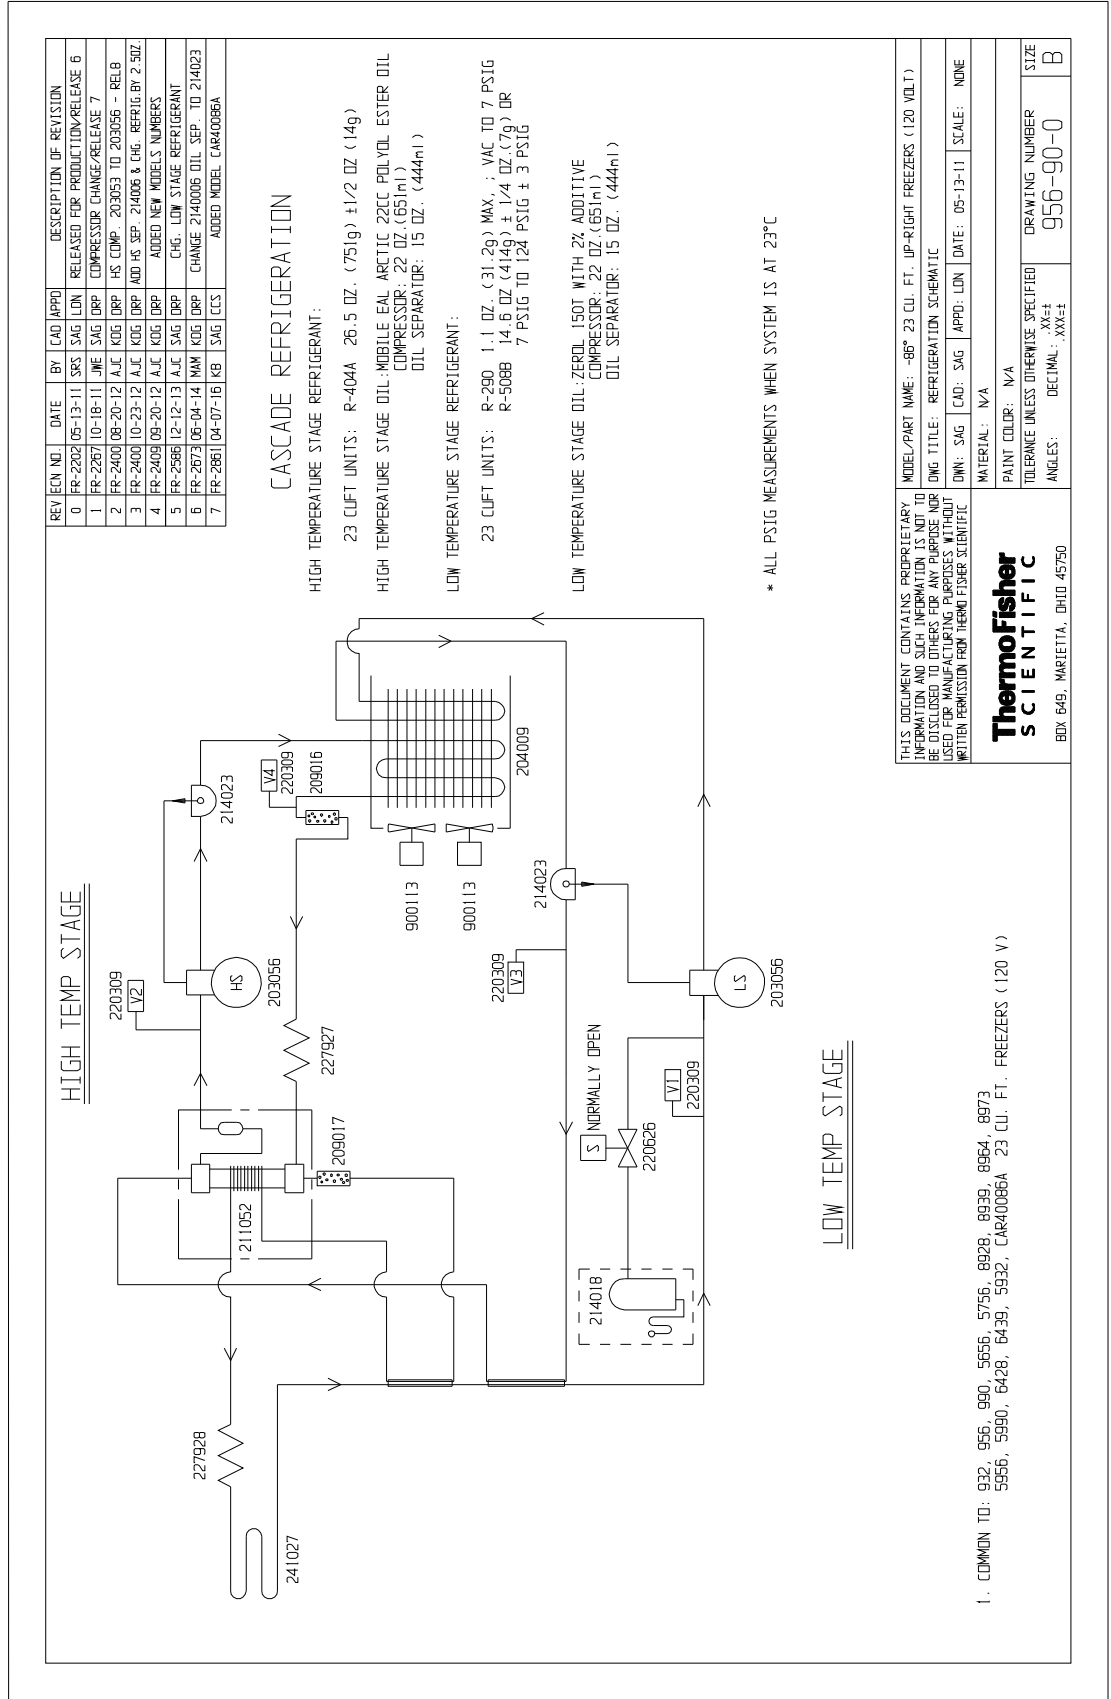 REV ECN NO. DATE BY CAD APPD DESCRIPTION OF REVISION
0 FR-2202 05-13-11 SRS SAG LDN RELEASED FOR PRODUCTION/RELEASE 6
1 FR-2267 10-18-11 JWE SAG DRP COMPRESSOR CHANGE/RELEASE 7
2 FR-2400 08-20-12 AJC KDG DRP HS COMP. 203053 TO 203056 - REL8
3 FR-2400 10-23-12 AJC KDG DRP ADD HS SEP. 214006 & CHG. REFRIG.BY 2.5OZ.
4 FR-2409 09-20-12 AJC KDG DRP ADDED NEW MODELS NUMBERS
5 FR-2586 12-12-13 AJC SAG DRP CHG. LOW STAGE REFRIGERANT
6 FR-2673 06-04-14 MAM KDG DRP CHANGE 2140006 OIL SEP. TO 214023
7 FR-2861 04-07-16 KB SAG CCS ADDED MODEL CAR40086A
HIGH TEMP STAGE
220309
V2
HS
203056
214023
V4
220309
209016
204009
900113
900113
227927
209017
211052
227928
241027
214023
220309
V3
LS
203056
S NORMALLY OPEN
220626
V1
220309
214018
LOW TEMP STAGE
CASCADE REFRIGERATION
HIGH TEMPERATURE STAGE REFRIGERANT:
23 CUFT UNITS: R-404A 26.5 OZ. (751g) ±1/2 OZ (14g)
HIGH TEMPERATURE STAGE OIL:MOBILE EAL ARCTIC 22CC POLYOL ESTER OIL
COMPRESSOR: 22 OZ.(651ml)
OIL SEPARATOR: 15 OZ. (444ml)
LOW TEMPERATURE STAGE REFRIGERANT:
23 CUFT UNITS: R-290 1.1 OZ. (31.2g) MAX, ; VAC TO 7 PSIG
R-508B 14.6 OZ (414g) ± 1/4 OZ.(7g) OR
7 PSIG TO 124 PSIG ± 3 PSIG
LOW TEMPERATURE STAGE OIL:ZEROL 150T WITH 2% ADDITIVE
COMPRESSOR: 22 OZ.(651ml)
OIL SEPARATOR: 15 OZ. (444ml)
* ALL PSIG MEASUREMENTS WHEN SYSTEM IS AT 23°C
1. COMMON TO: 932, 956, 990, 5656, 5756, 8928, 8939, 8964, 8973
5956, 5990, 6428, 6439, 5932, CAR40086A 23 CU. FT. FREEZERS (120 V)
THIS DOCUMENT CONTAINS PROPRIETARY
INFORMATION AND SUCH INFORMATION IS NOT TO
BE DISCLOSED TO OTHERS FOR ANY PURPOSE NOR
USED FOR MANUFACTURING PURPOSES WITHOUT
WRITTEN PERMISSION FROM THERMO FISHER SCIENTIFIC
ThermoFisher
SCIENTIFIC
BOX 649, MARIETTA, OHIO 45750
MODEL/PART NAME: -86° 23 CU. FT. UP-RIGHT FREEZERS (120 VOLT)
DWG TITLE: REFRIGERATION SCHEMATIC
DWN: SAG CAD: SAG APPD: LDN DATE: 05-13-11 SCALE: NONE
MATERIAL: N/A
PAINT COLOR: N/A
TOLERANCE UNLESS OTHERWISE SPECIFIED
ANGLES: DECIMAL: .XX=±
.XXX=±
DRAWING NUMBER
956-90-0
SIZE
B